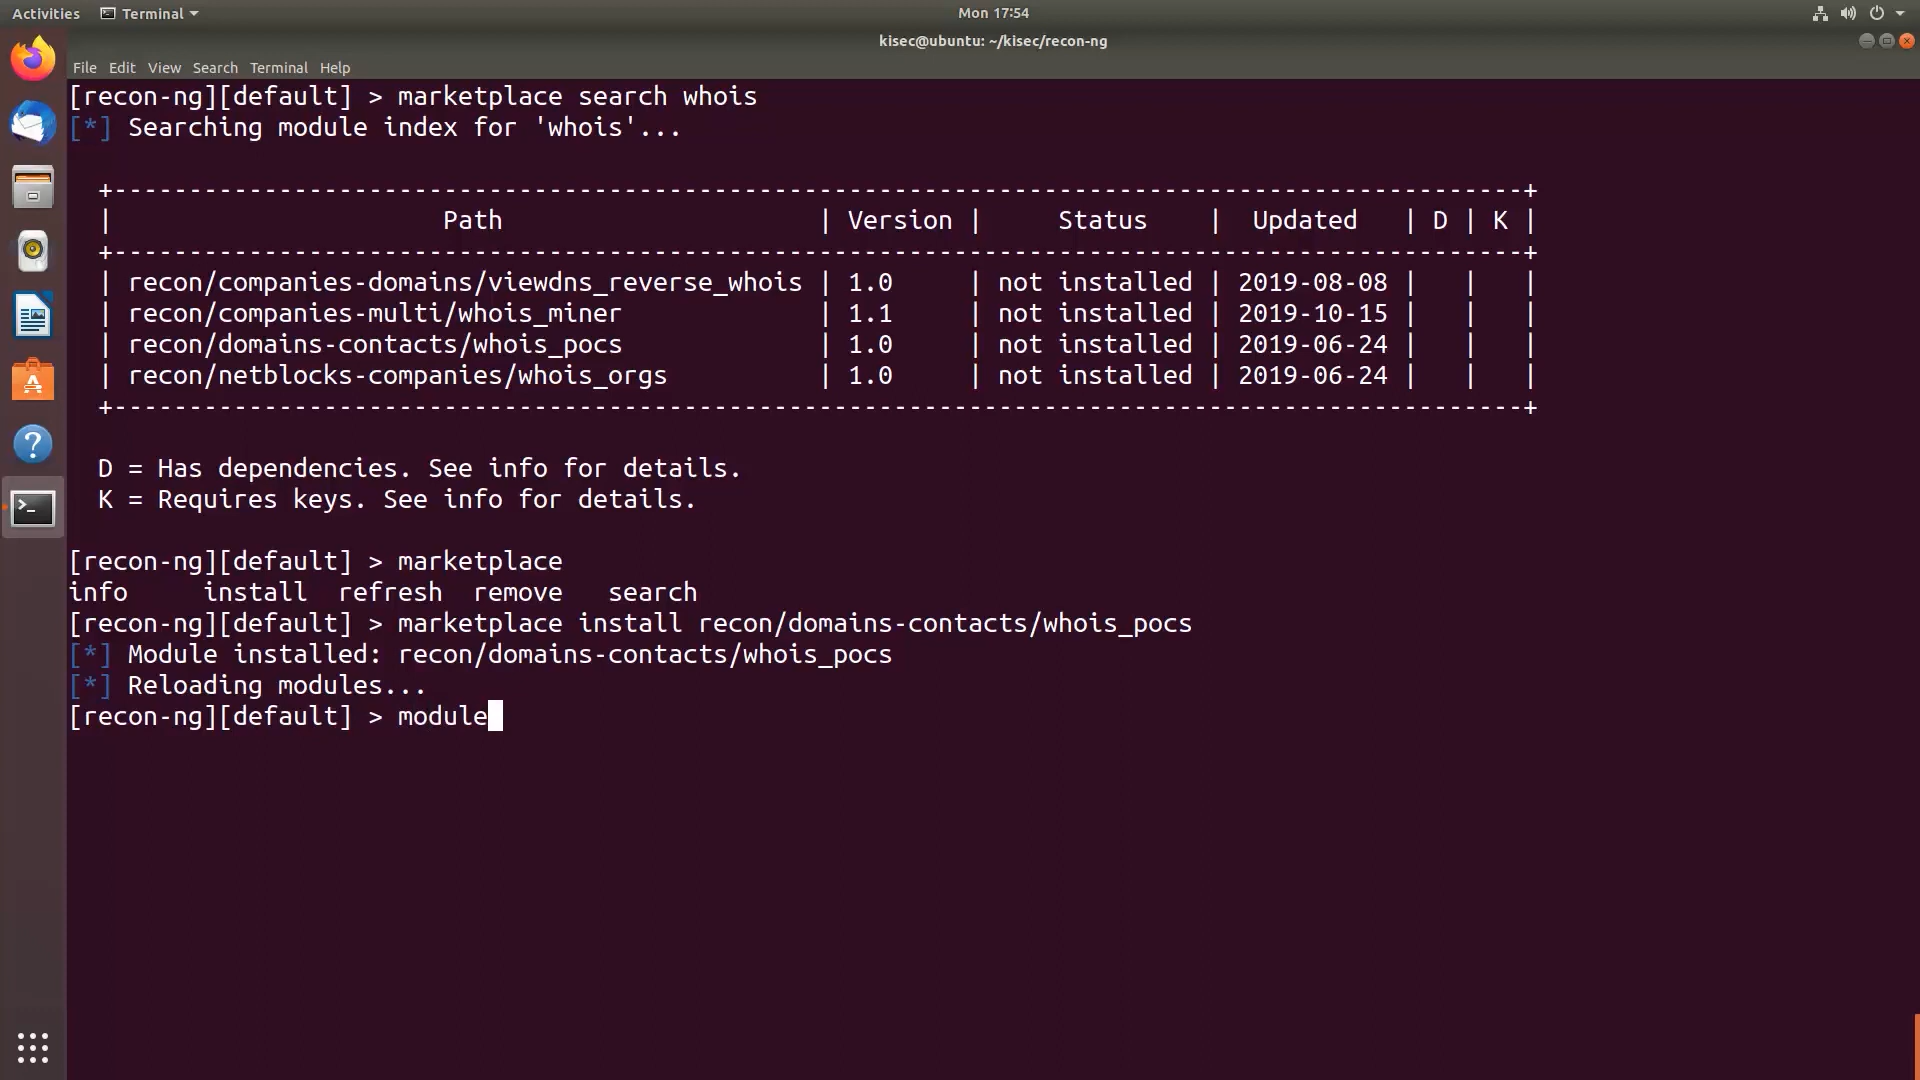 Activities Terminal Mon 17:54
kisec@ubuntu: ~/kisec/recon-ng
File Edit View Search Terminal Help
[recon-ng][default] > marketplace search whois
[*] Searching module index for 'whois'...
+----------------------------------------------------------------------------------------------+
| Path | Version | Status | Updated | D | K |
+----------------------------------------------------------------------------------------------+
| recon/companies-domains/viewdns_reverse_whois | 1.0 | not installed | 2019-08-08 | | |
| recon/companies-multi/whois_miner | 1.1 | not installed | 2019-10-15 | | |
| recon/domains-contacts/whois_pocs | 1.0 | not installed | 2019-06-24 | | |
| recon/netblocks-companies/whois_orgs | 1.0 | not installed | 2019-06-24 | | |
+----------------------------------------------------------------------------------------------+
D = Has dependencies. See info for details.
K = Requires keys. See info for details.
[recon-ng][default] > marketplace
info install refresh remove search
[recon-ng][default] > marketplace install recon/domains-contacts/whois_pocs
[*] Module installed: recon/domains-contacts/whois_pocs
[*] Reloading modules...
[recon-ng][default] > module